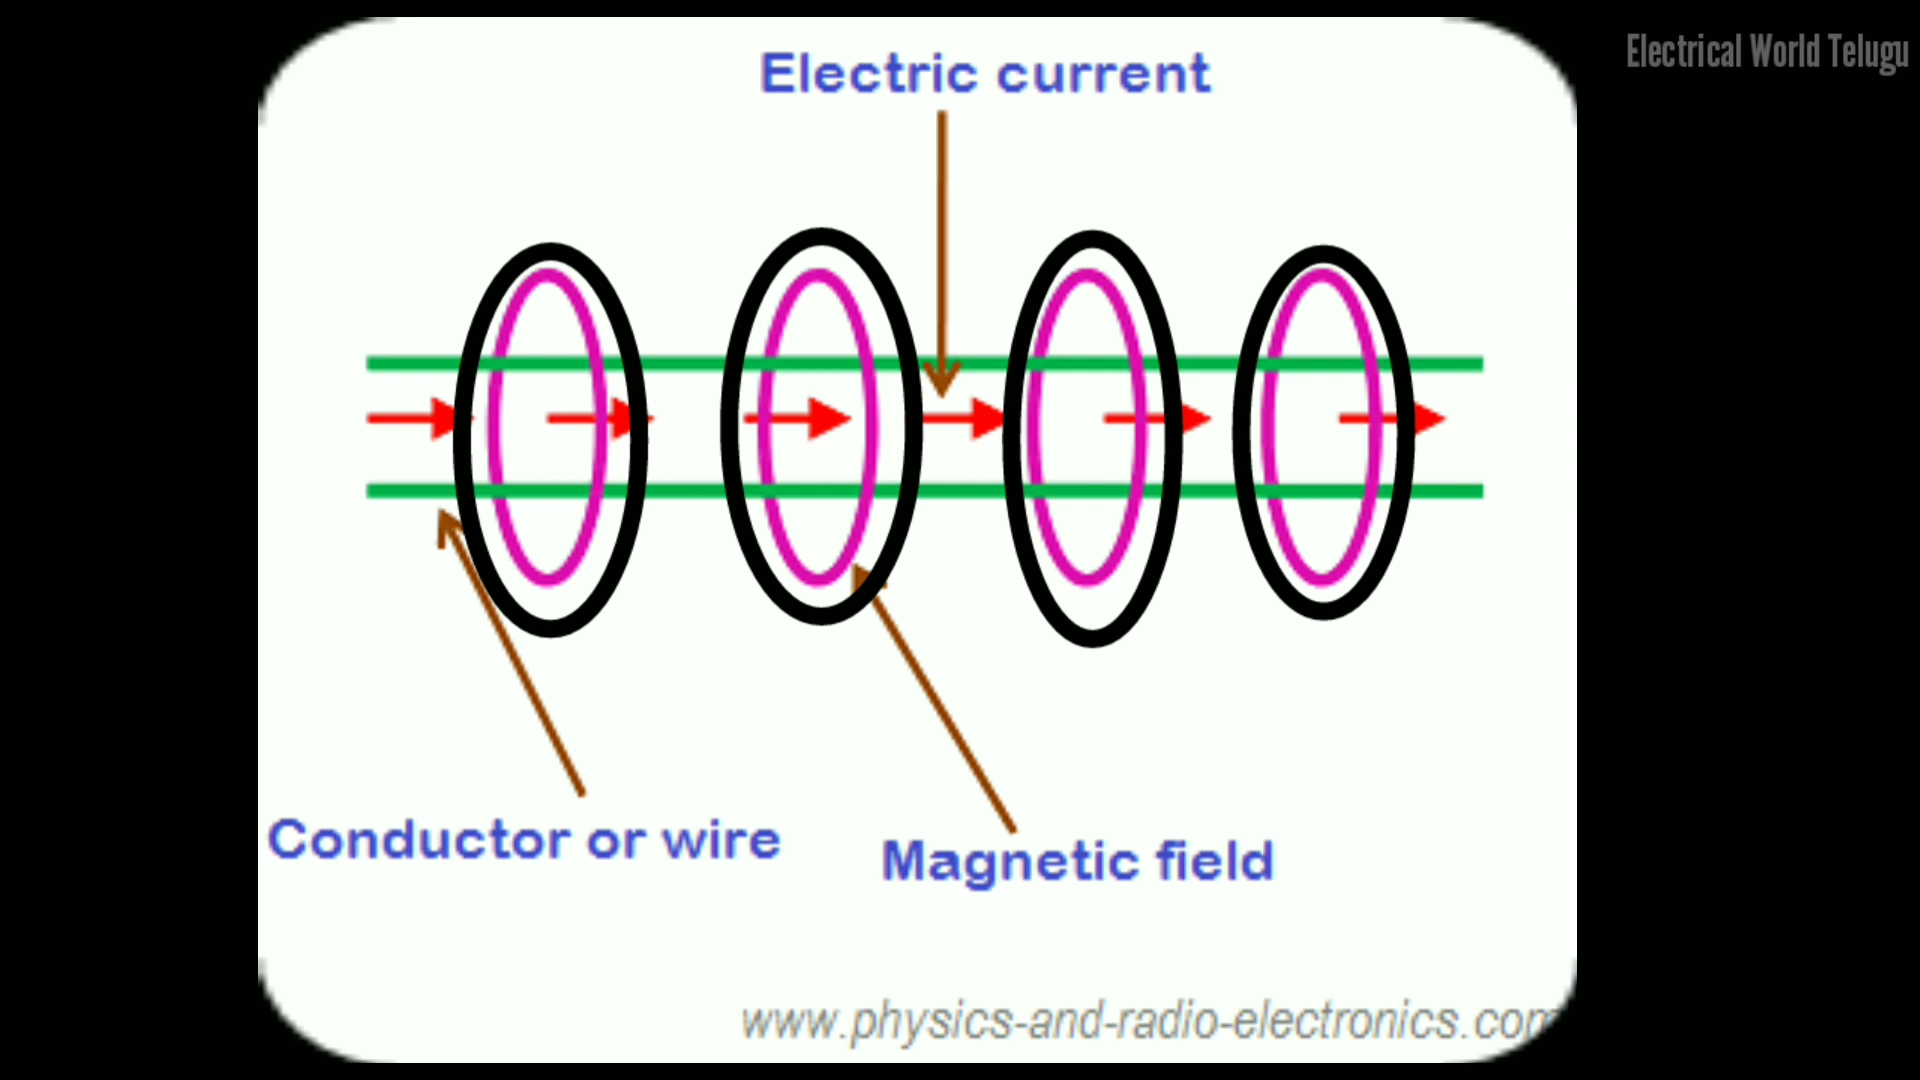 Electrical World Telugu
Electric current
Conductor or wire
Magnetic field
www.physics-and-radio-electronics.com